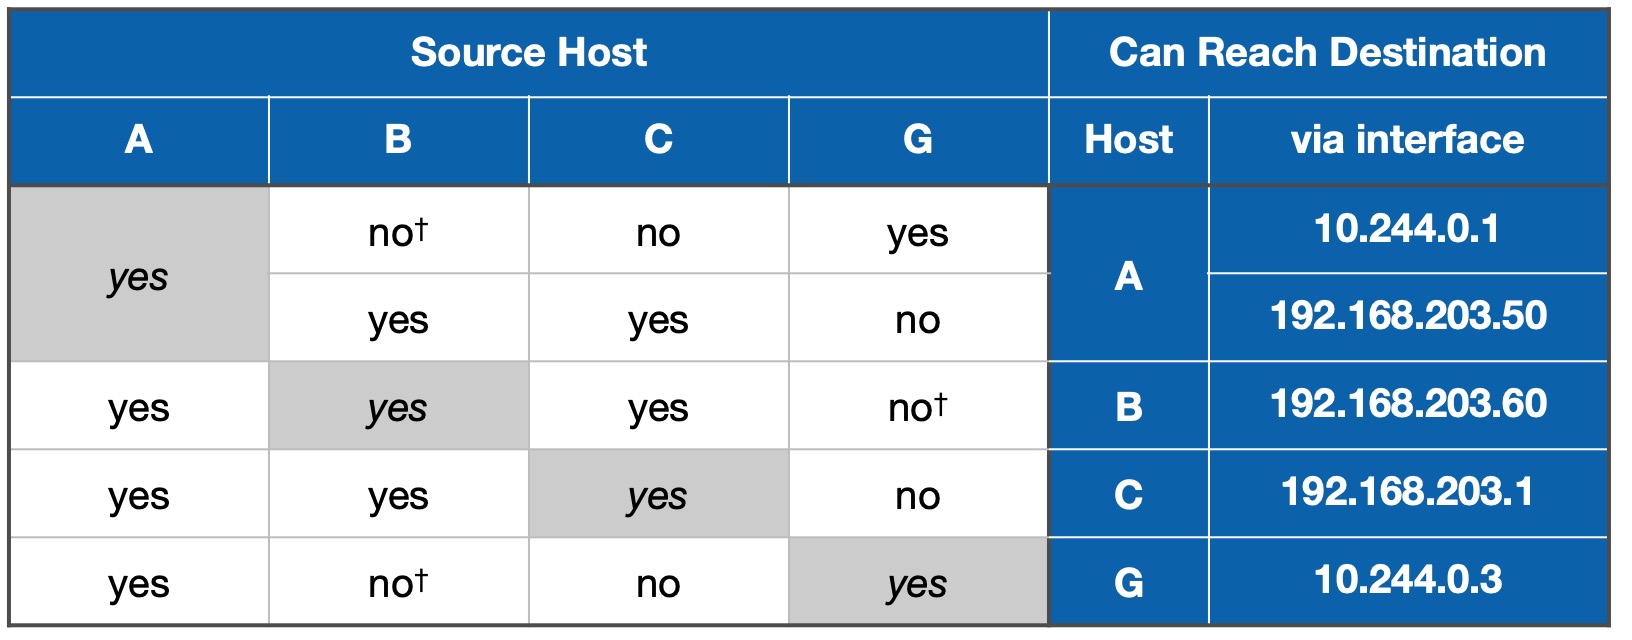 Source Host Can Reach Destination
A B C G Host via interface
yes no† no yes A 10.244.0.1
yes yes no 192.168.203.50
yes yes yes no† B 192.168.203.60
yes yes yes no C 192.168.203.1
yes no† no yes G 10.244.0.3